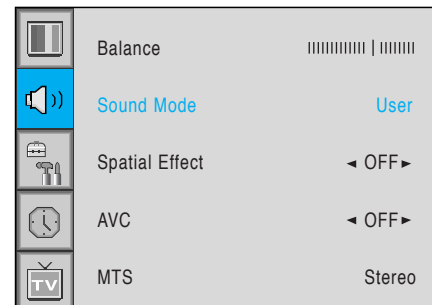 Balance
Sound Mode User
Spatial Effect ◄ OFF ►
AVC ◄ OFF ►
MTS Stereo
TV